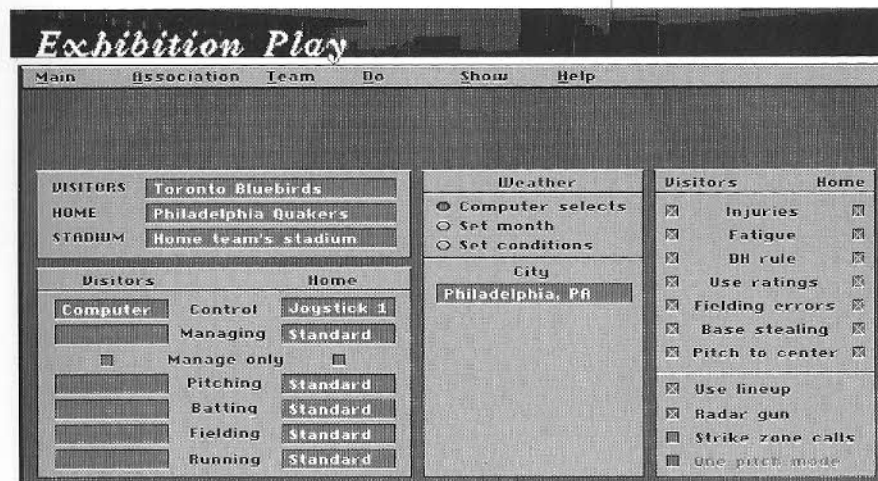 Exhibition Play
Main Association Team Do Show Help
VISITORS Toronto Bluebirds
HOME Philadelphia Quakers
STADIUM Home team's stadium
Visitors Home
Computer Control Joystick 1
Managing Standard
Manage only
Pitching Standard
Batting Standard
Fielding Standard
Running Standard
Weather
Computer selects
Set month
Set conditions
City
Philadelphia, PA
Visitors Home
Injuries
Fatigue
DH rule
Use ratings
Fielding errors
Base stealing
Pitch to center
Use lineup
Radar gun
Strike zone calls
One pitch mode